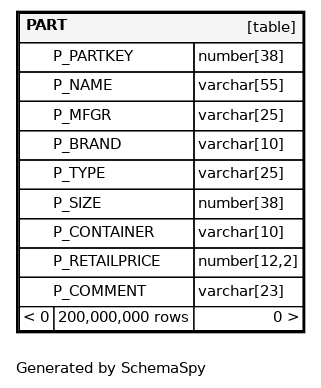 PART [table]
P_PARTKEY number[38]
P_NAME varchar[55]
P_MFGR varchar[25]
P_BRAND varchar[10]
P_TYPE varchar[25]
P_SIZE number[38]
P_CONTAINER varchar[10]
P_RETAILPRICE number[12,2]
P_COMMENT varchar[23]
< 0 200,000,000 rows 0 >
Generated by SchemaSpy